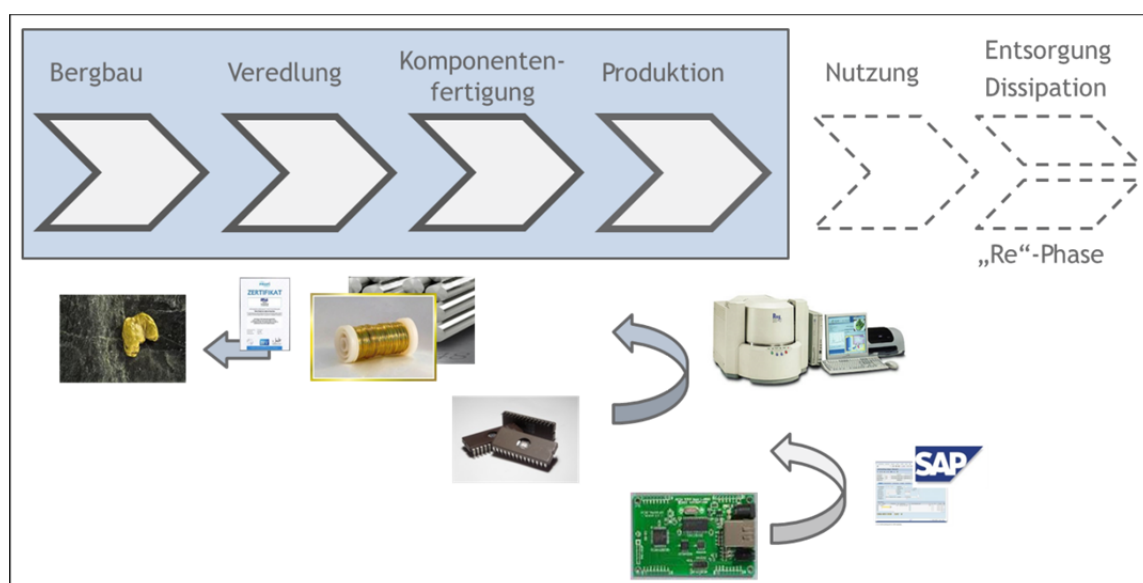 Bergbau
Veredlung
Komponenten-
fertigung
Produktion
Nutzung
Entsorgung
Dissipation
„Re“-Phase
ZERTIFIKAT
SAP